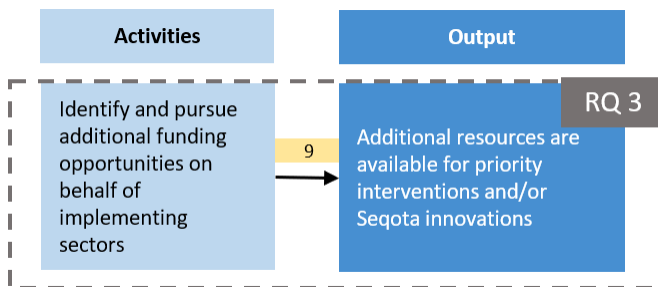 Activities
Output
RQ 3
Identify and pursue
additional funding
opportunities on
behalf of
implementing
sectors
9
Additional resources are
available for priority
interventions and/or
Seqota innovations